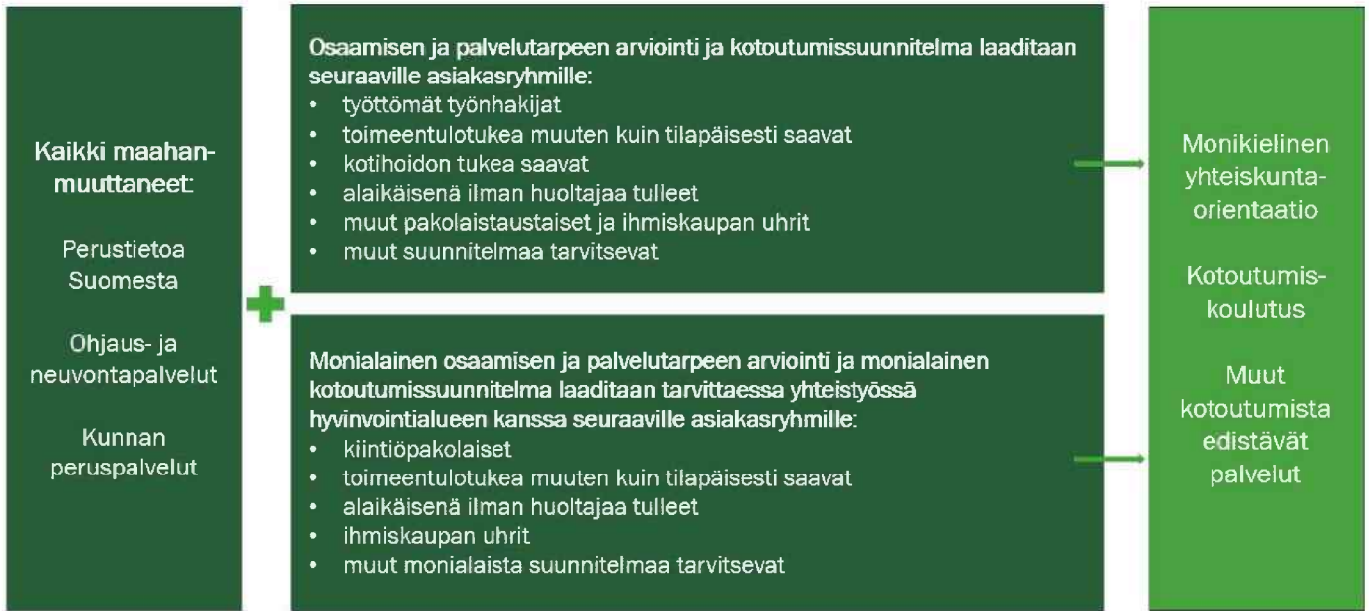 Kaikki maahan-
muuttaneet:
Perustietoa
Suomesta
Ohjaus- ja
neuvontapalvelut
Kunnan
peruspalvelut
Osaamisen ja palvelutarpeen arviointi ja kotoutumissuunnitelma laaditaan
seuraaville asiakasryhmille:
• työttömät työnhakijat
• toimeentulotukea muuten kuin tilapäisesti saavat
• kotihoidon tukea saavat
• alaikäisenä ilman huoltajaa tulleet
• muut pakolaistaustaiset ja ihmiskaupan uhrit
• muut suunnitelmaa tarvitsevat
Monialainen osaamisen ja palvelutarpeen arviointi ja monialainen
kotoutumissuunnitelma laaditaan tarvittaessa yhteistyössä
hyvinvointialueen kanssa seuraaville asiakasryhmille:
• kiintiöpakolaiset
• toimeentulotukea muuten kuin tilapäisesti saavat
• alaikäisenä ilman huoltajaa tulleet
• ihmiskaupan uhrit
• muut monialaista suunnitelmaa tarvitsevat
Monikielinen
yhteiskunta-
orientaatio
Kotoutumis-
koulutus
Muut
kotoutumista
edistävät
palvelut